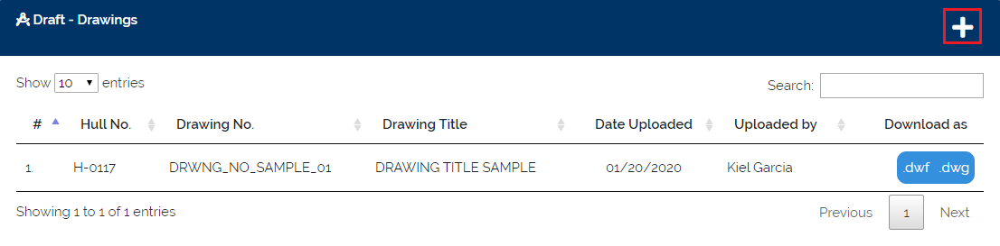 Draft - Drawings
Show 10 entries
Search:
# Hull No. Drawing No. Drawing Title Date Uploaded Uploaded by Download as
1. H-0117 DRWNG_NO_SAMPLE_01 DRAWING TITLE SAMPLE 01/20/2020 Kiel Garcia .dwf .dwg
Showing 1 to 1 of 1 entries
Previous 1 Next